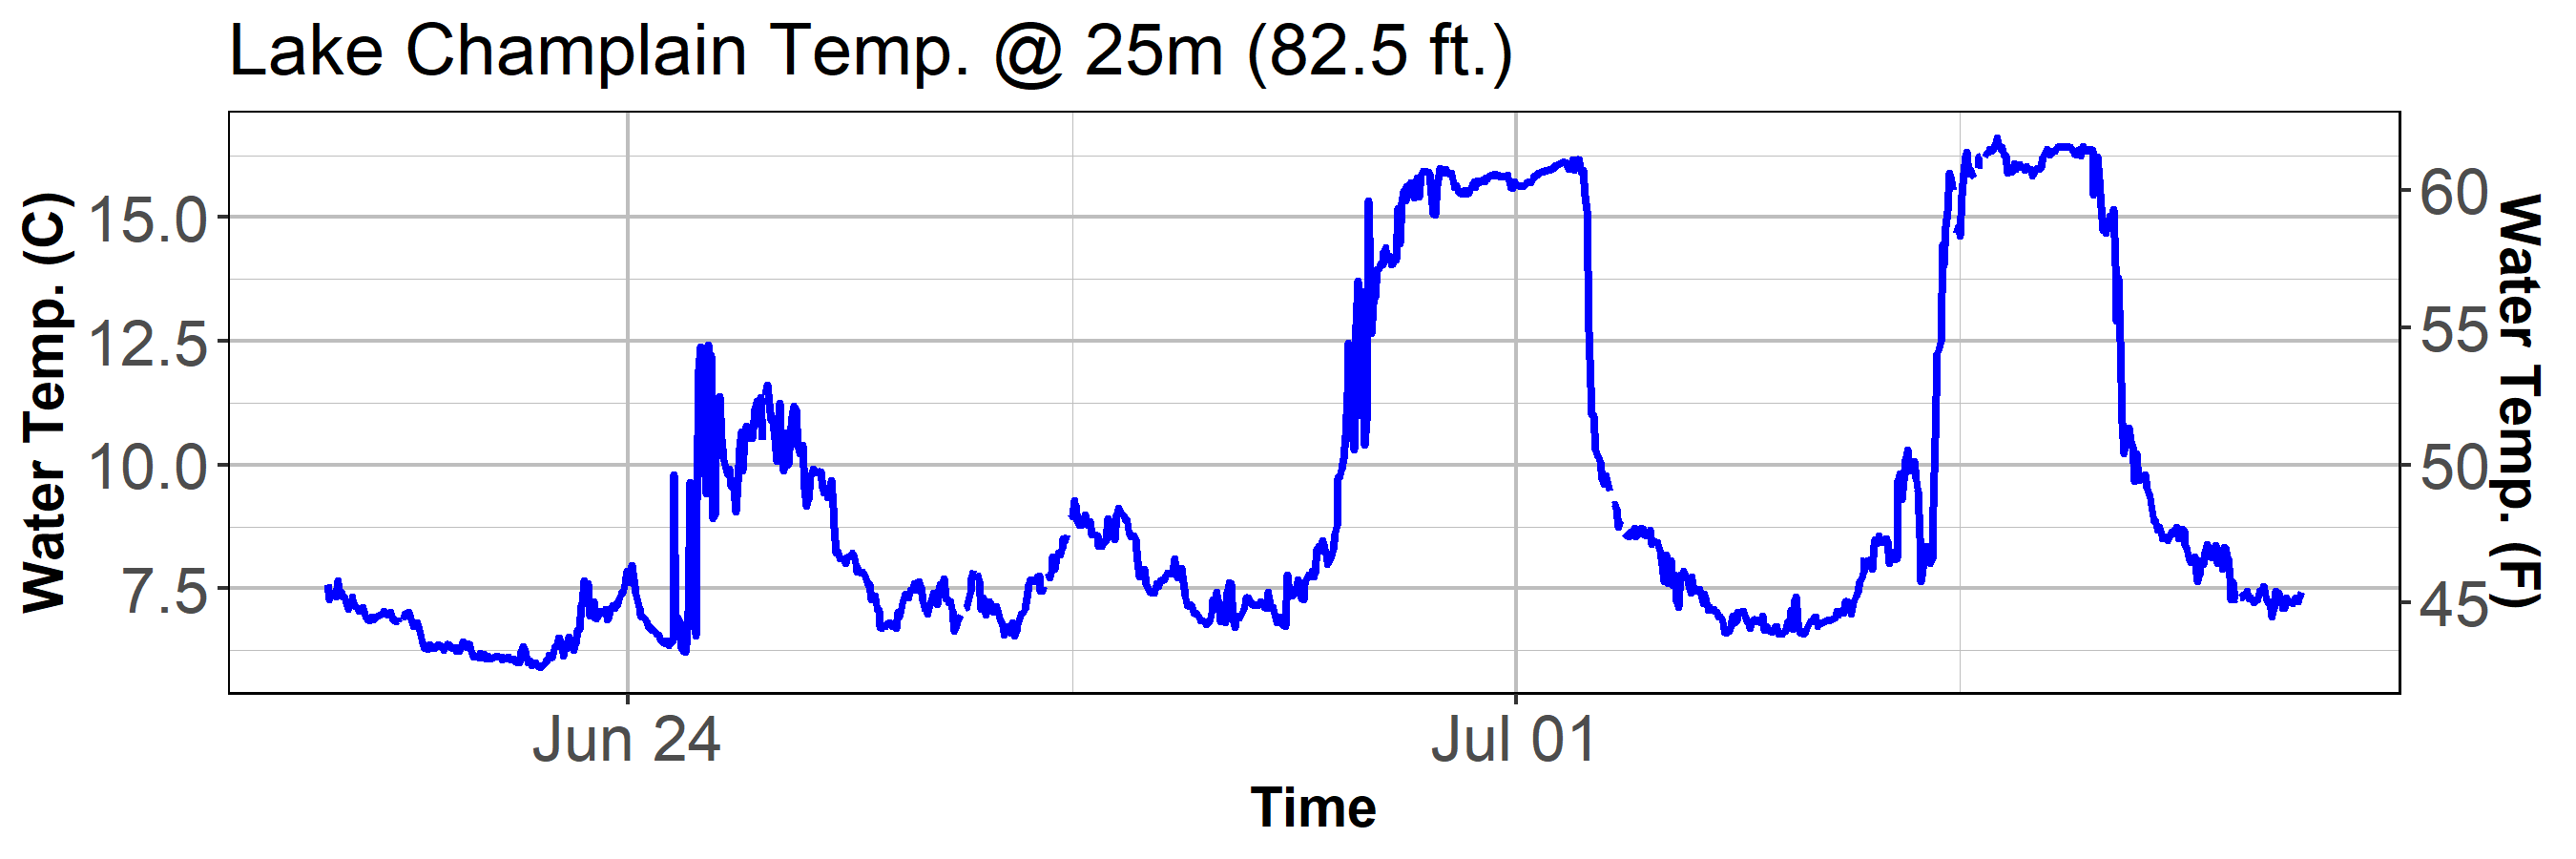 Lake Champlain Temp. @ 25m (82.5 ft.)
Water Temp. (C)
15.0
12.5
10.0
7.5
60
55
50
45
Water Temp. (F)
Jun 24
Jul 01
Time